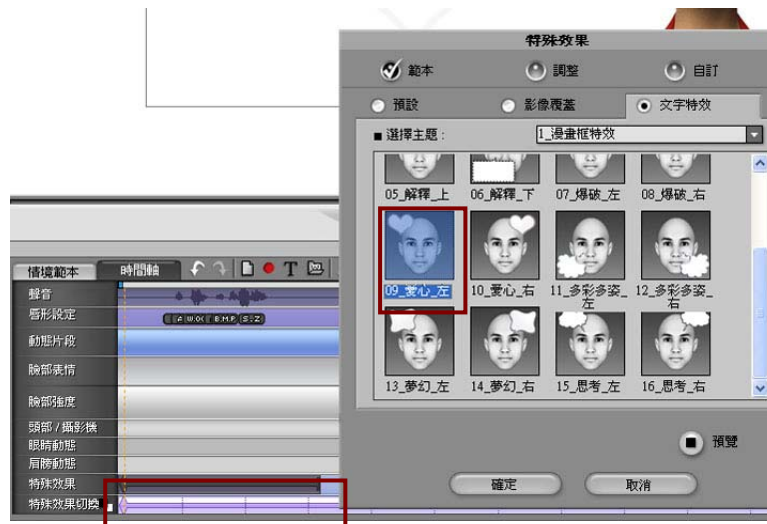 特殊效果
範本
調整
自訂
預設
影像覆蓋
文字特效
■ 選擇主題 :
1_漫畫框特效
05_解釋_上
06_解釋_下
07_爆破_左
08_爆破_右
09_愛心_左
10_愛心_右
11_多彩多姿_左
12_多彩多姿_右
13_夢幻_左
14_夢幻_右
15_思考_左
16_思考_右
預覽
確定
取消
情境範本
時間軸
T
聲音
唇形設定
A W.OO B.M.P S.Z
動態片段
臉部表情
臉部強度
頭部 / 攝影機
眼睛動態
肩膀動態
特殊效果
特殊效果切換